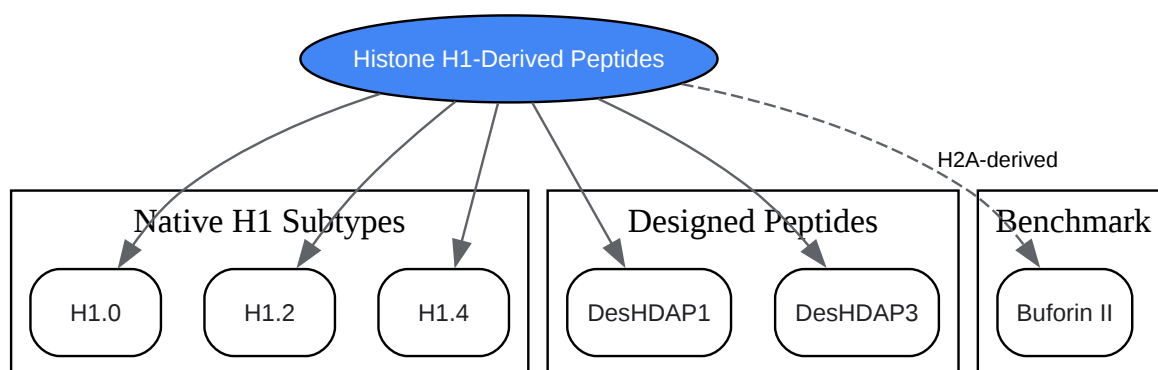 Histone H1-Derived Peptides
H2A-derived
Native H1 Subtypes
Designed Peptides
Benchmark
H1.0
H1.2
H1.4
DesHDAP1
DesHDAP3
Buforin II